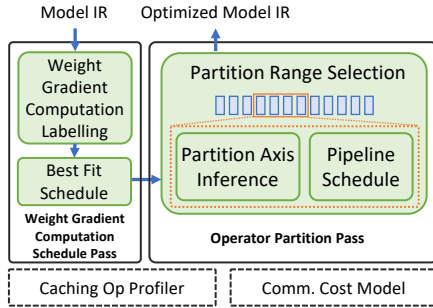 Model IR
Optimized Model IR
Weight
Gradient
Computation
Labelling
Best Fit
Schedule
Weight Gradient
Computation
Schedule Pass
Partition Range Selection
Partition Axis
Inference
Pipeline
Schedule
Operator Partition Pass
Caching Op Profiler
Comm. Cost Model